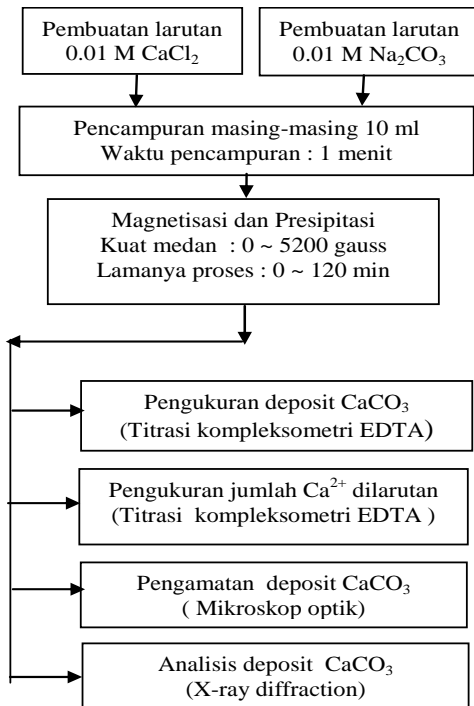 Pembuatan larutan
0.01 M CaCl₂
Pembuatan larutan
0.01 M Na₂CO₃
Pencampuran masing-masing 10 ml
Waktu pencampuran : 1 menit
Magnetisasi dan Presipitasi
Kuat medan : 0 ~ 5200 gauss
Lamanya proses : 0 ~ 120 min
Pengukuran deposit CaCO₃
(Titrasi kompleksometri EDTA)
Pengukuran jumlah Ca²⁺ dilarutan
(Titrasi kompleksometri EDTA )
Pengamatan deposit CaCO₃
( Mikroskop optik)
Analisis deposit CaCO₃
(X-ray diffraction)